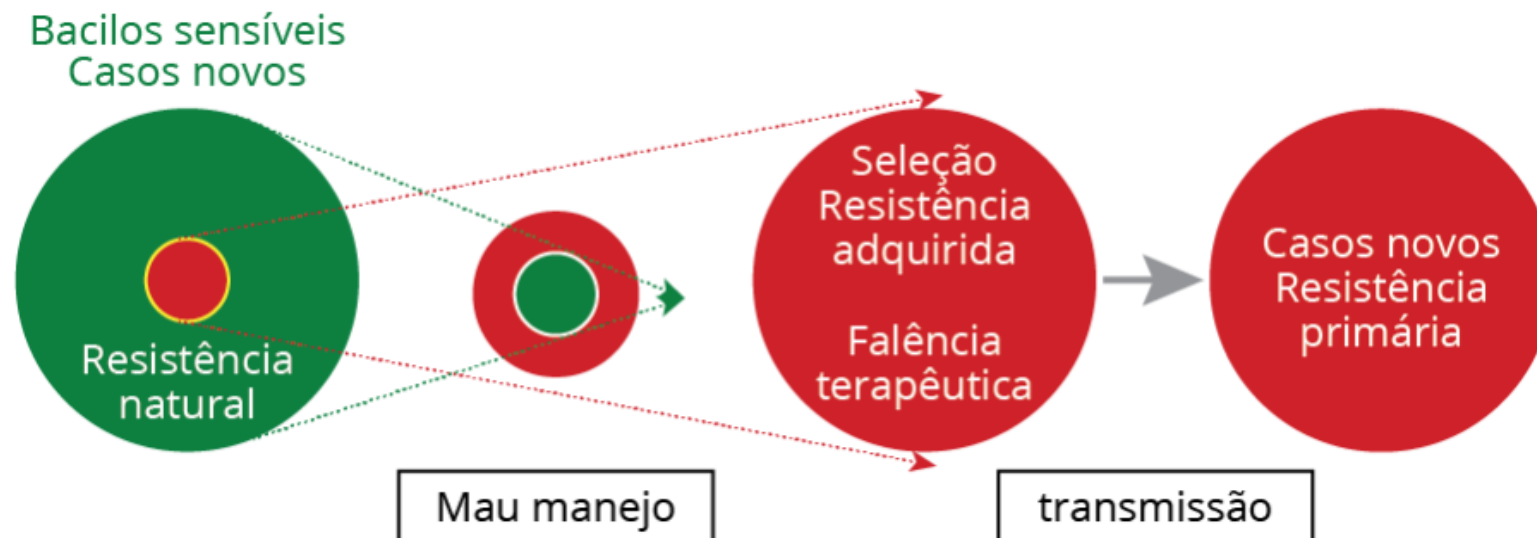 Bacilos sensíveis
Casos novos
Resistência
natural
Mau manejo
Seleção
Resistência
adquirida
Falência
terapêutica
transmissão
Casos novos
Resistência
primária